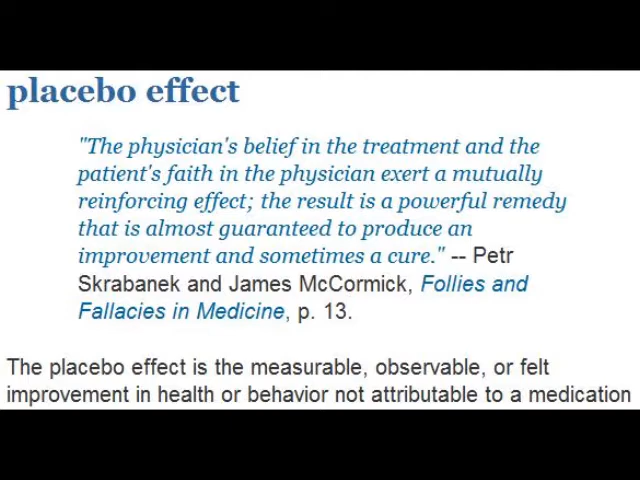 placebo effect
"The physician's belief in the treatment and the
patient's faith in the physician exert a mutually
reinforcing effect; the result is a powerful remedy
that is almost guaranteed to produce an
improvement and sometimes a cure." -- Petr
Skrabanek and James McCormick, Follies and
Fallacies in Medicine, p. 13.
The placebo effect is the measurable, observable, or felt
improvement in health or behavior not attributable to a medication